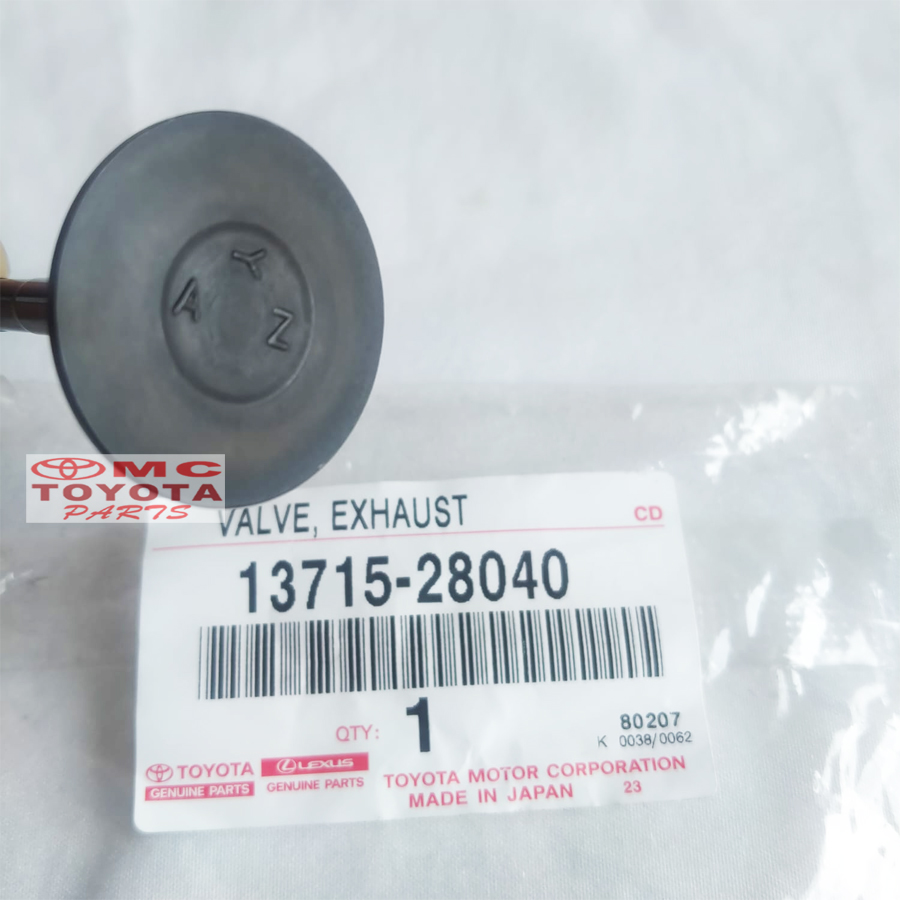 Y
A
N
MC
TOYOTA
PARTS
VALVE, EXHAUST
CD
13715-28040
QTY: 1
80207
K 0038/0062
TOYOTA
GENUINE PARTS
LEXUS
GENUINE PARTS
TOYOTA MOTOR CORPORATION
MADE IN JAPAN 23